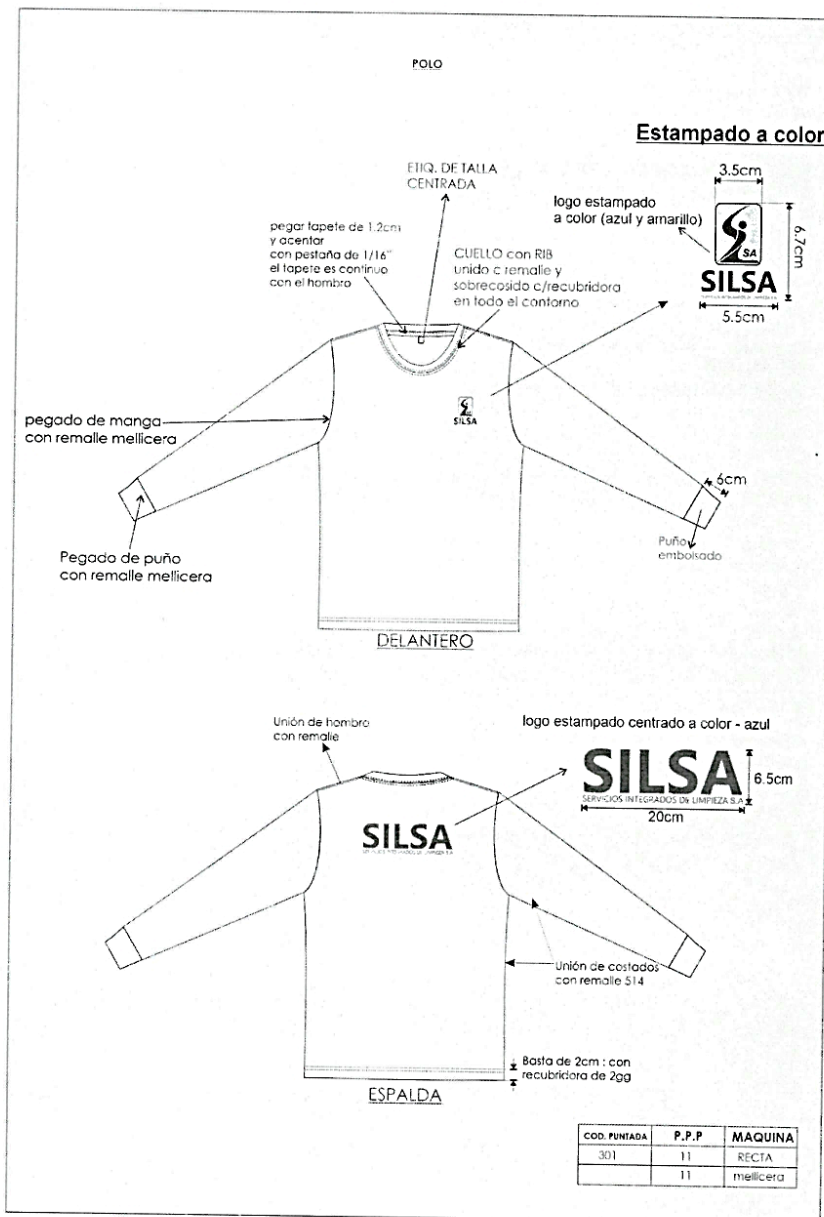 POLO
Estampado a color
3.5cm
logo estampado
a color (azul y amarillo)
SA
SILSA
6.7cm
5.5cm
ETIQ. DE TALLA
CENTRADA
pegar tapete de 1.2cm
y acentar
con pestaña de 1/16"
el tapete es continuo
con el hombro
CUELLO con RIB
unido c remalle y
sobrecosido c/recubridora
en todo el contorno
SILSA
pegado de manga
con remalle mellicera
6cm
Pegado de puño
con remalle mellicera
Puño
embolsado
DELANTERO
Unión de hombro
con remalle
logo estampado centrado a color - azul
SILSA
SERVICIOS INTEGRADOS DE LIMPIEZA S.A
6.5cm
20cm
SILSA
Unión de costados
con remalle 514
Basta de 2cm : con
recubridora de 2gg
ESPALDA
COD. PUNTADA P.P.P MAQUINA
301 11 RECTA
11 mellicera